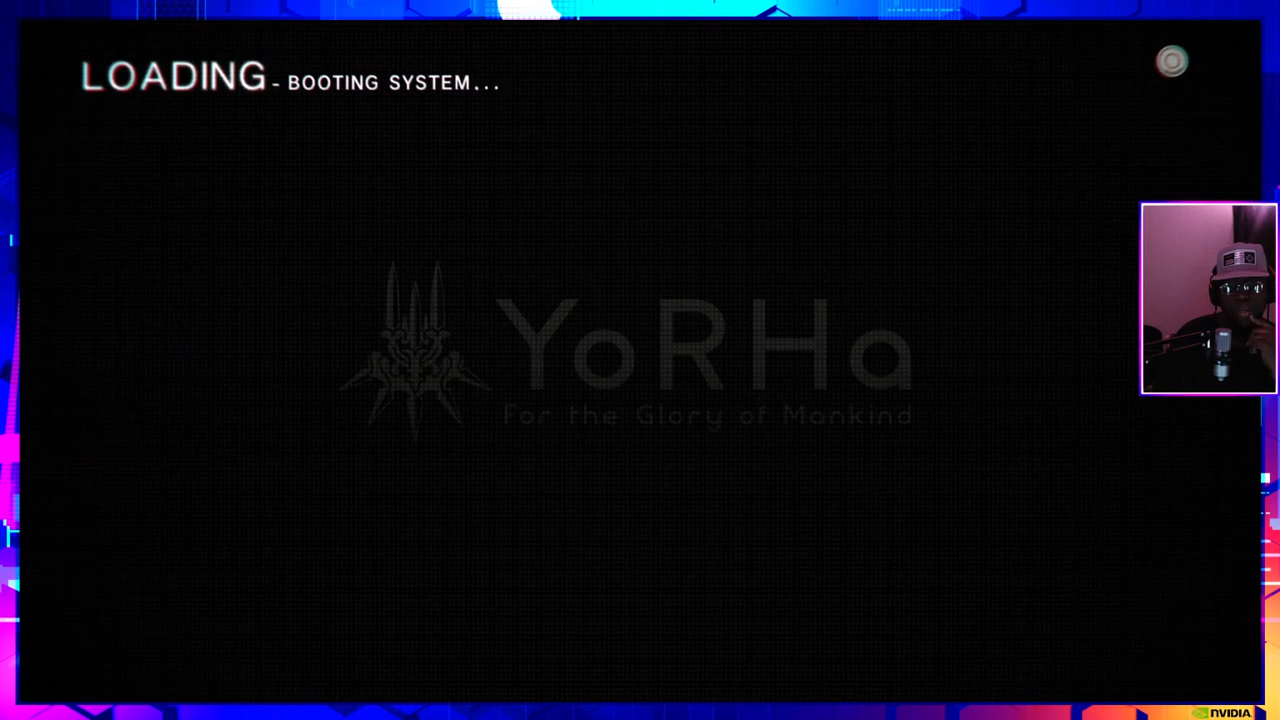 LOADING - BOOTING SYSTEM...
YoRHa
For the Glory of Mankind
NVIDIA